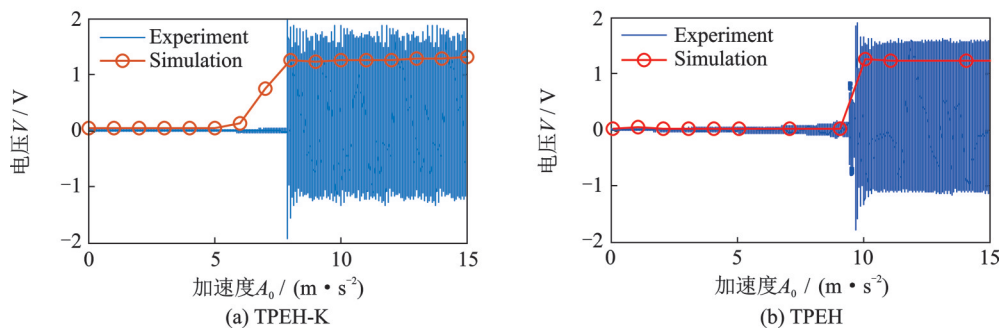 2
1
0
−1
−2
电压V / V
Experiment
Simulation
0
5
10
15
加速度A₀ / (m·s⁻²)
(a) TPEH-K
2
1
0
−1
−2
电压V / V
Experiment
Simulation
0
5
10
15
加速度A₀ / (m·s⁻²)
(b) TPEH